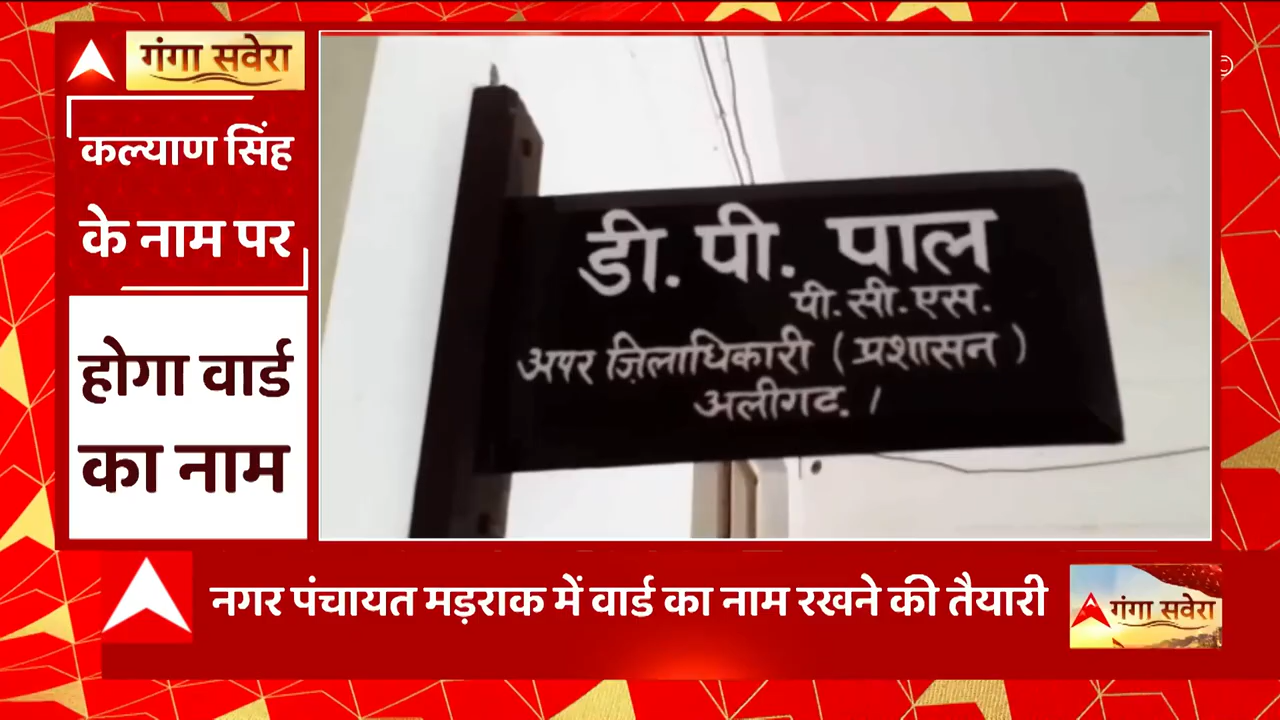 गंगा सवेरा
कल्याण सिंह
के नाम पर
होगा वार्ड
का नाम
डी. पी. पाल
पी.सी.एस.
अपर ज़िलाधिकारी (प्रशासन)
अलीगढ.।
नगर पंचायत मड़राक में वार्ड का नाम रखने की तैयारी
गंगा सवेरा
©